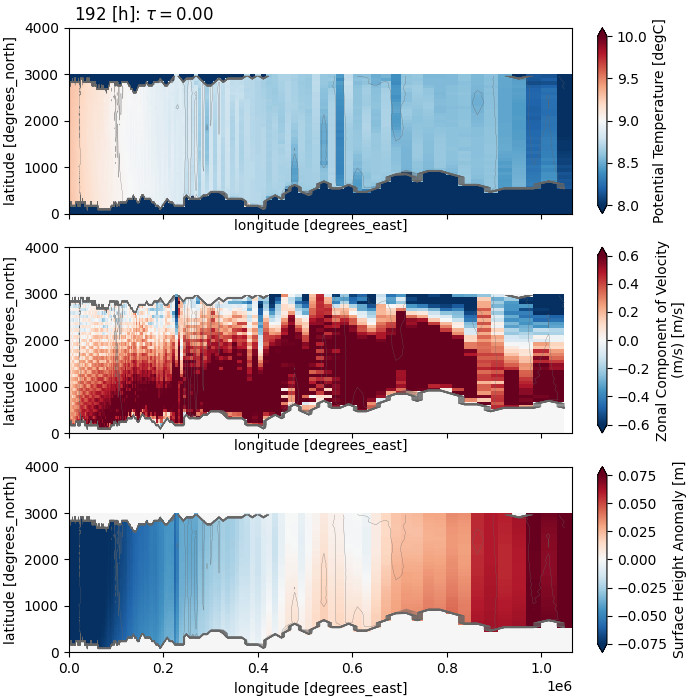 192 [h]: τ = 0.00
latitude [degrees_north]
4000
3000
2000
1000
0
longitude [degrees_east]
10.0
9.5
9.0
8.5
8.0
Potential Temperature [degC]
latitude [degrees_north]
4000
3000
2000
1000
0
longitude [degrees_east]
0.6
0.4
0.2
0.0
−0.2
−0.4
−0.6
Zonal Component of Velocity
(m/s) [m/s]
latitude [degrees_north]
4000
3000
2000
1000
0
0.0 0.2 0.4 0.6 0.8 1.0
1e6
longitude [degrees_east]
0.075
0.050
0.025
0.000
−0.025
−0.050
−0.075
Surface Height Anomaly [m]